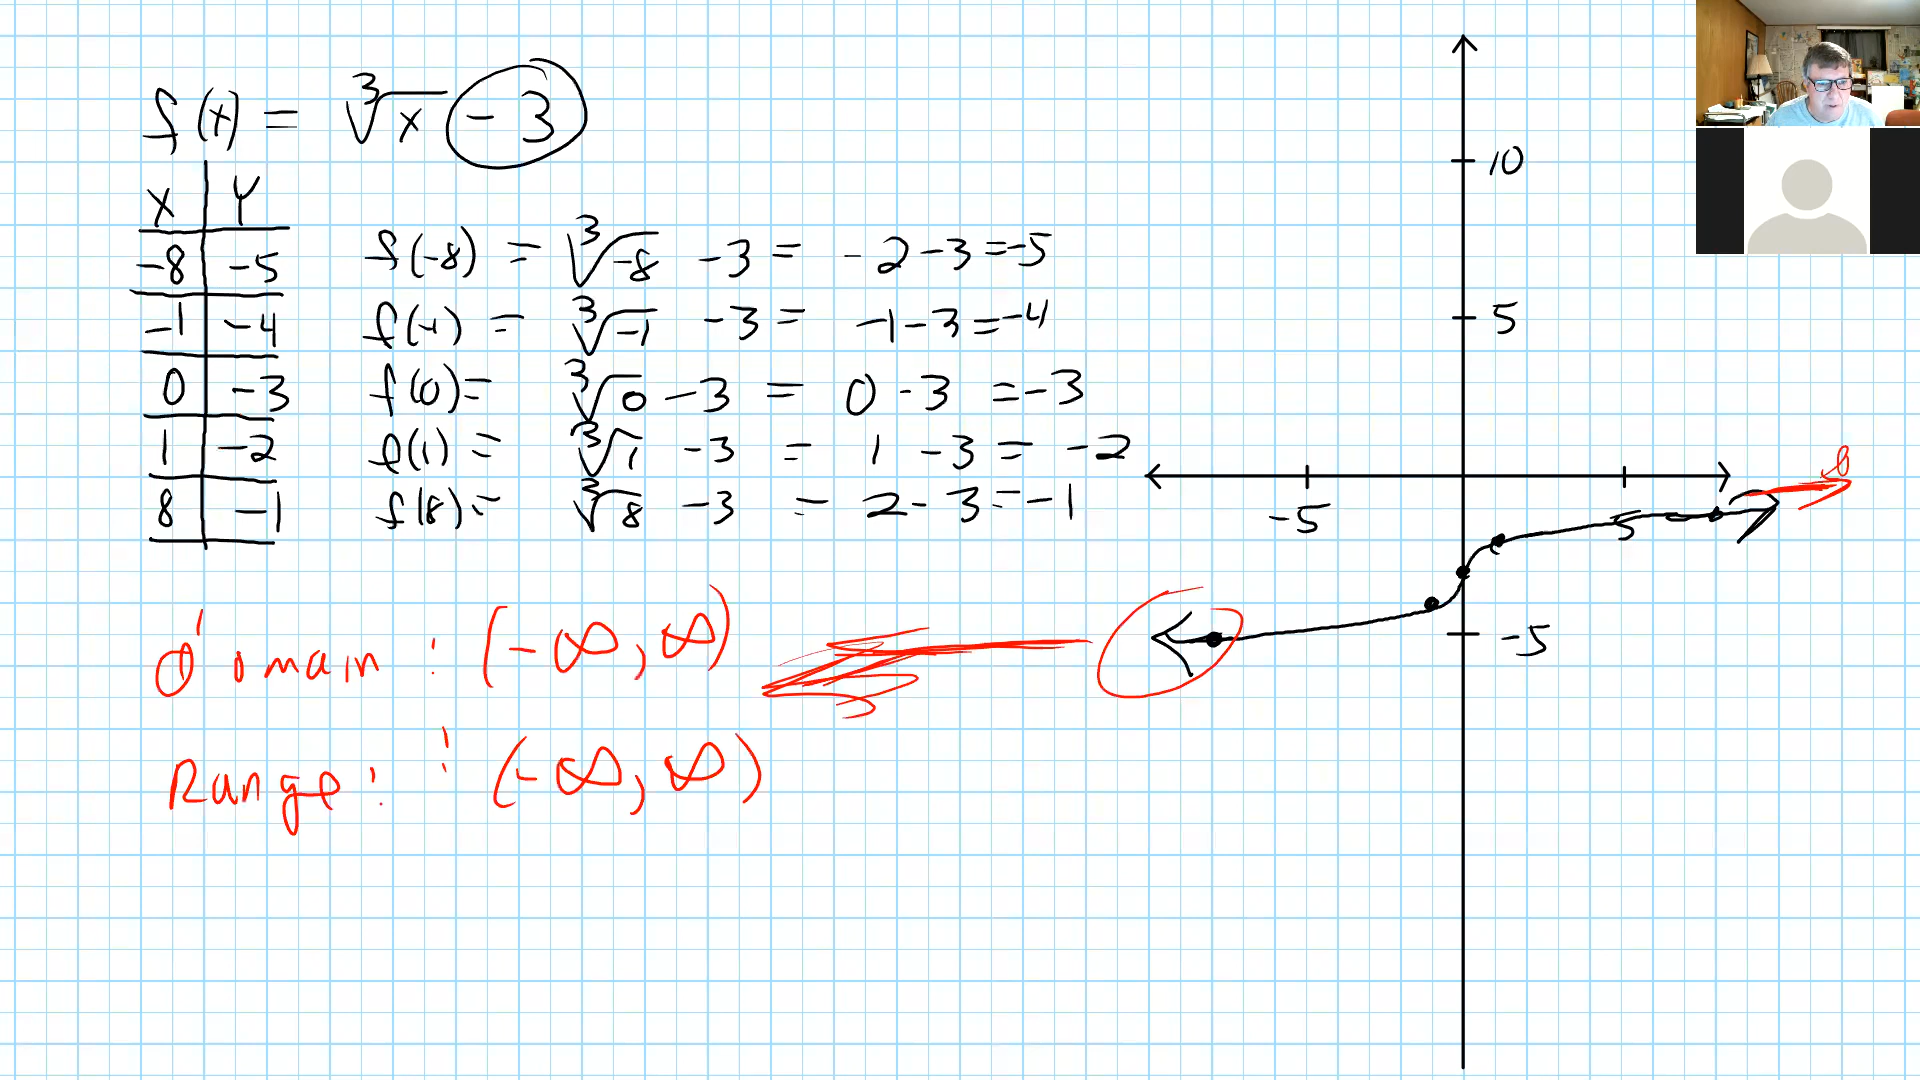 f(x) = ∛x - 3
X Y
-8 -5 f(-8) = ∛-8 - 3 = -2 - 3 = -5
-1 -4 f(-1) = ∛-1 - 3 = -1 - 3 = -4
0 -3 f(0) = ∛0 - 3 = 0 - 3 = -3
1 -2 f(1) = ∛1 - 3 = 1 - 3 = -2
8 -1 f(8) = ∛8 - 3 = 2 - 3 = -1
domain : (-∞, ∞)
Range : (-∞, ∞)
10
5
-5 5
-5